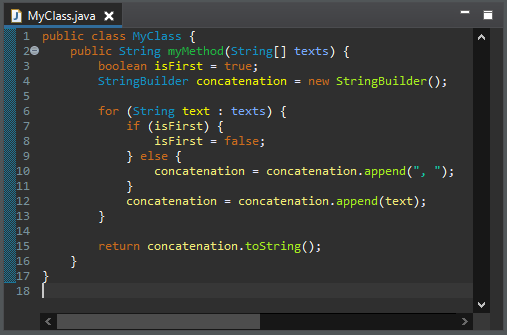 MyClass.java
1 public class MyClass {
2 public String myMethod(String[] texts) {
3 boolean isFirst = true;
4 StringBuilder concatenation = new StringBuilder();
5
6 for (String text : texts) {
7 if (isFirst) {
8 isFirst = false;
9 } else {
10 concatenation = concatenation.append(", ");
11 }
12 concatenation = concatenation.append(text);
13 }
14
15 return concatenation.toString();
16 }
17 }
18